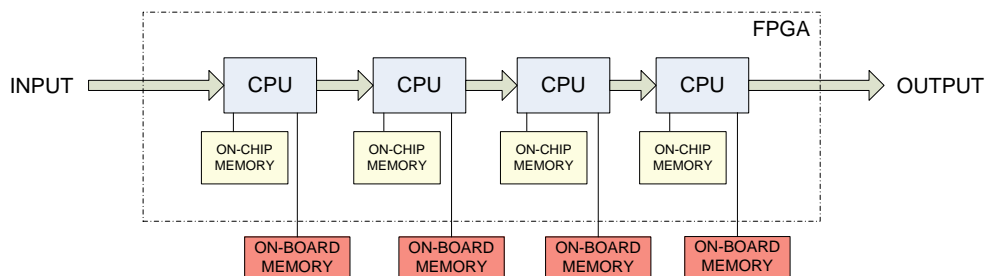 FPGA
INPUT
CPU
CPU
CPU
CPU
OUTPUT
ON-CHIP
MEMORY
ON-CHIP
MEMORY
ON-CHIP
MEMORY
ON-CHIP
MEMORY
ON-BOARD
MEMORY
ON-BOARD
MEMORY
ON-BOARD
MEMORY
ON-BOARD
MEMORY